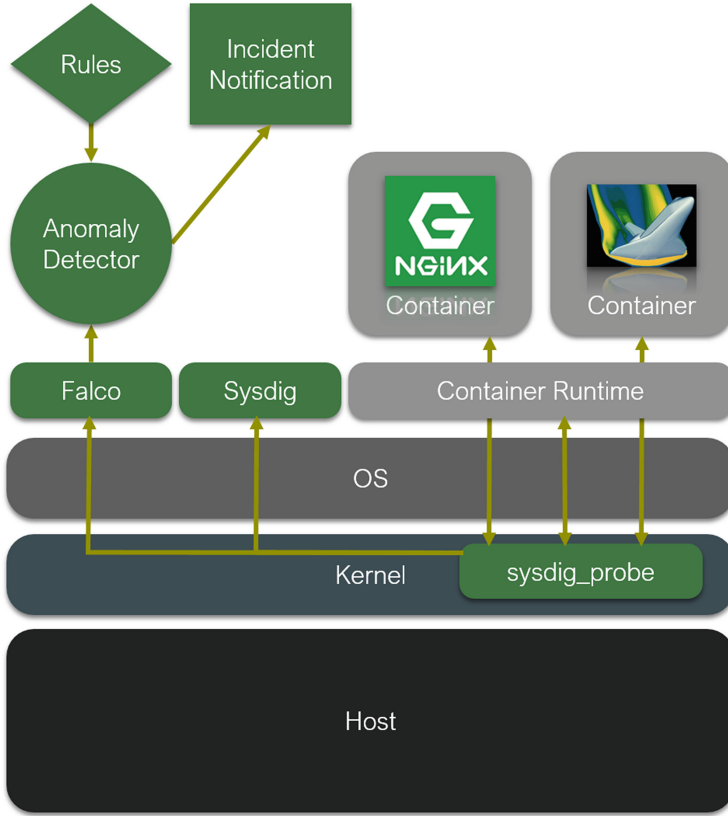 Rules
Incident
Notification
Anomaly
Detector
NGiNX
Container
Container
Falco
Sysdig
Container Runtime
OS
Kernel
sysdig_probe
Host